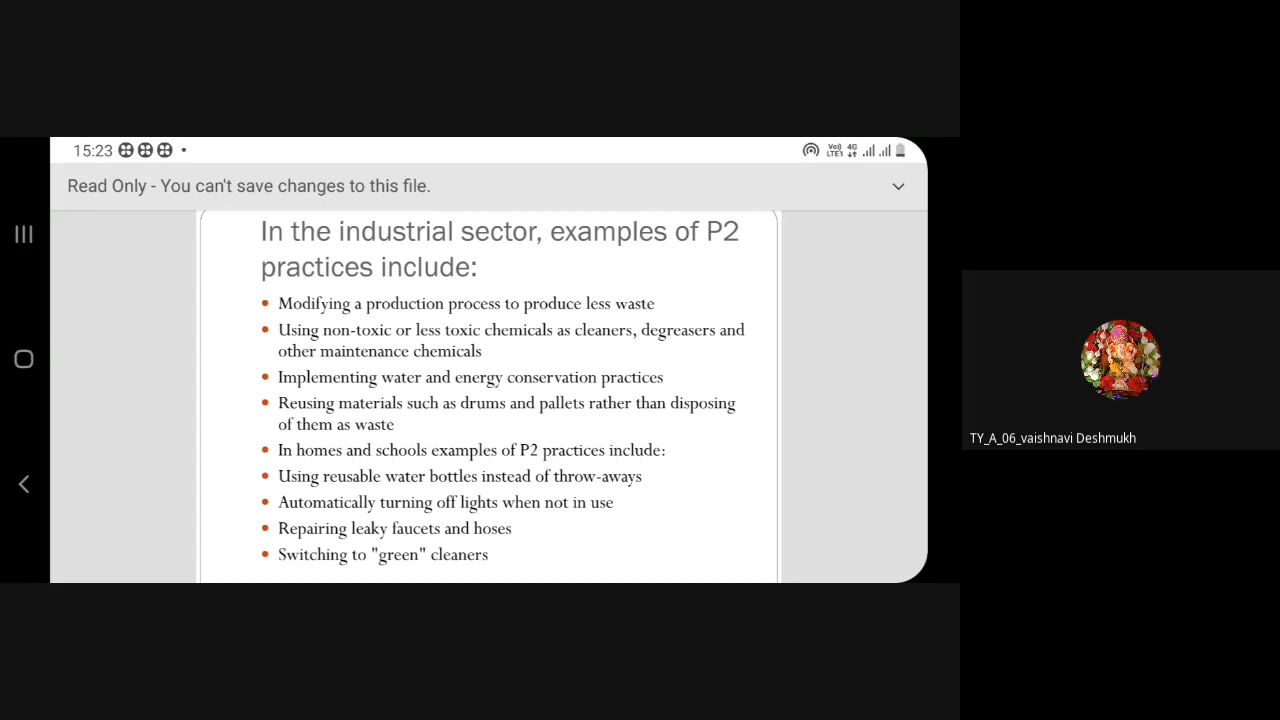 15:23
Vo)) 4G
LTE1
Read Only - You can't save changes to this file.
In the industrial sector, examples of P2
practices include:
• Modifying a production process to produce less waste
• Using non-toxic or less toxic chemicals as cleaners, degreasers and
other maintenance chemicals
• Implementing water and energy conservation practices
• Reusing materials such as drums and pallets rather than disposing
of them as waste
• In homes and schools examples of P2 practices include:
• Using reusable water bottles instead of throw-aways
• Automatically turning off lights when not in use
• Repairing leaky faucets and hoses
• Switching to "green" cleaners
TY_A_06_vaishnavi Deshmukh